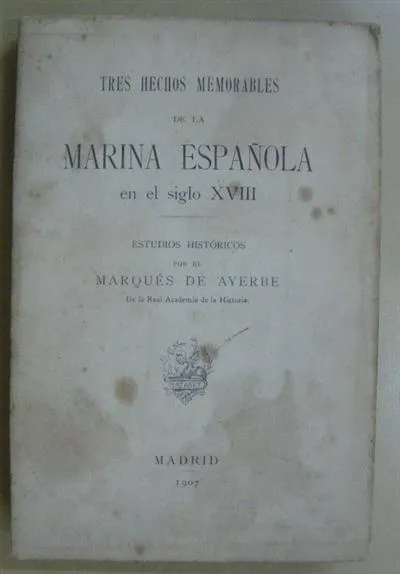 TRES HECHOS MEMORABLES
DE LA
MARINA ESPAÑOLA
en el siglo XVIII
ESTUDIOS HISTÓRICOS
POR EL
MARQUÉS DE AYERBE
De la Real Academia de la Historia.
MADRID
1907